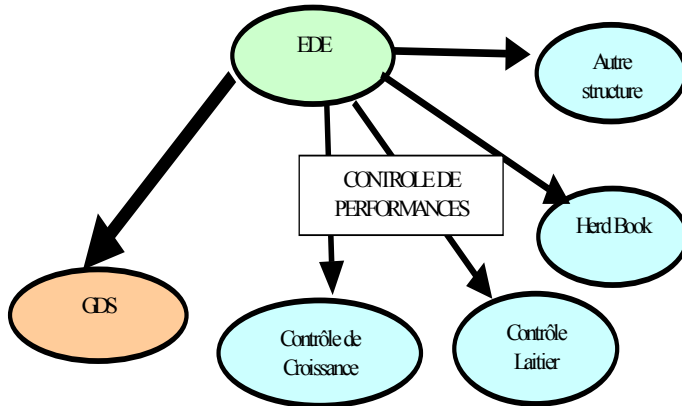 EDE
Autre
structure
CONTROLE DE
PERFORMANCES
Herd Book
GDS
Contrôle de
Croissance
Contrôle
Laitier